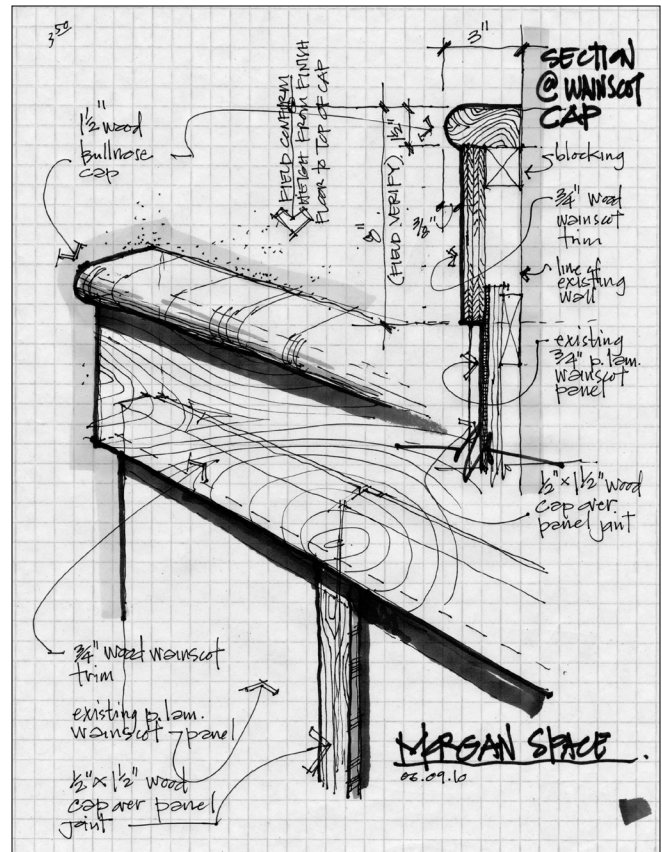 3⁵⁰
3"
SECTION
@ WAINSCOT
CAP
1½" wood
bullnose
cap
FIELD CONFIRM
HEIGH FROM FINISH
FLOOR TO TOP OF CAP
8"
(FIELD VERIFY)
1½"
3/8"
blocking
¾" wood
wainscot
trim
line of
existing
wall
existing
¾" p.lam.
wainscot
panel
½" x 1½" wood
cap over
panel joint
¾" wood wainscot
trim
existing p.lam.
wainscot panel
½" x 1½" wood
cap over panel
joint
MORGAN SPACE
06.09.10